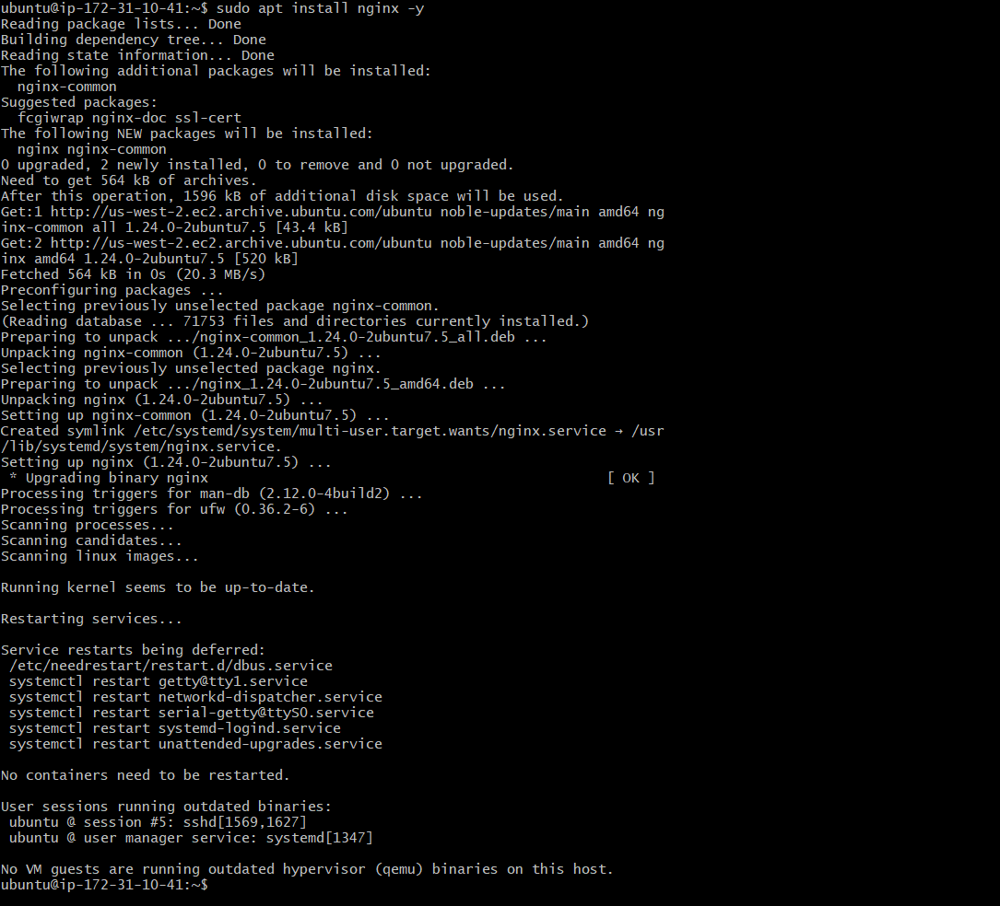 ubuntu@ip-172-31-10-41:~$ sudo apt install nginx -y
Reading package lists... Done
Building dependency tree... Done
Reading state information... Done
The following additional packages will be installed:
  nginx-common
Suggested packages:
  fcgiwrap nginx-doc ssl-cert
The following NEW packages will be installed:
  nginx nginx-common
0 upgraded, 2 newly installed, 0 to remove and 0 not upgraded.
Need to get 564 kB of archives.
After this operation, 1596 kB of additional disk space will be used.
Get:1 http://us-west-2.ec2.archive.ubuntu.com/ubuntu noble-updates/main amd64 ng
inx-common all 1.24.0-2ubuntu7.5 [43.4 kB]
Get:2 http://us-west-2.ec2.archive.ubuntu.com/ubuntu noble-updates/main amd64 ng
inx amd64 1.24.0-2ubuntu7.5 [520 kB]
Fetched 564 kB in 0s (20.3 MB/s)
Preconfiguring packages ...
Selecting previously unselected package nginx-common.
(Reading database ... 71753 files and directories currently installed.)
Preparing to unpack .../nginx-common_1.24.0-2ubuntu7.5_all.deb ...
Unpacking nginx-common (1.24.0-2ubuntu7.5) ...
Selecting previously unselected package nginx.
Preparing to unpack .../nginx_1.24.0-2ubuntu7.5_amd64.deb ...
Unpacking nginx (1.24.0-2ubuntu7.5) ...
Setting up nginx-common (1.24.0-2ubuntu7.5) ...
Created symlink /etc/systemd/system/multi-user.target.wants/nginx.service → /usr
/lib/systemd/system/nginx.service.
Setting up nginx (1.24.0-2ubuntu7.5) ...
 * Upgrading binary nginx                                                [ OK ]
Processing triggers for man-db (2.12.0-4build2) ...
Processing triggers for ufw (0.36.2-6) ...
Scanning processes...
Scanning candidates...
Scanning linux images...

Running kernel seems to be up-to-date.

Restarting services...

Service restarts being deferred:
 /etc/needrestart/restart.d/dbus.service
 systemctl restart getty@tty1.service
 systemctl restart networkd-dispatcher.service
 systemctl restart serial-getty@ttyS0.service
 systemctl restart systemd-logind.service
 systemctl restart unattended-upgrades.service

No containers need to be restarted.

User sessions running outdated binaries:
 ubuntu @ session #5: sshd[1569,1627]
 ubuntu @ user manager service: systemd[1347]

No VM guests are running outdated hypervisor (qemu) binaries on this host.
ubuntu@ip-172-31-10-41:~$